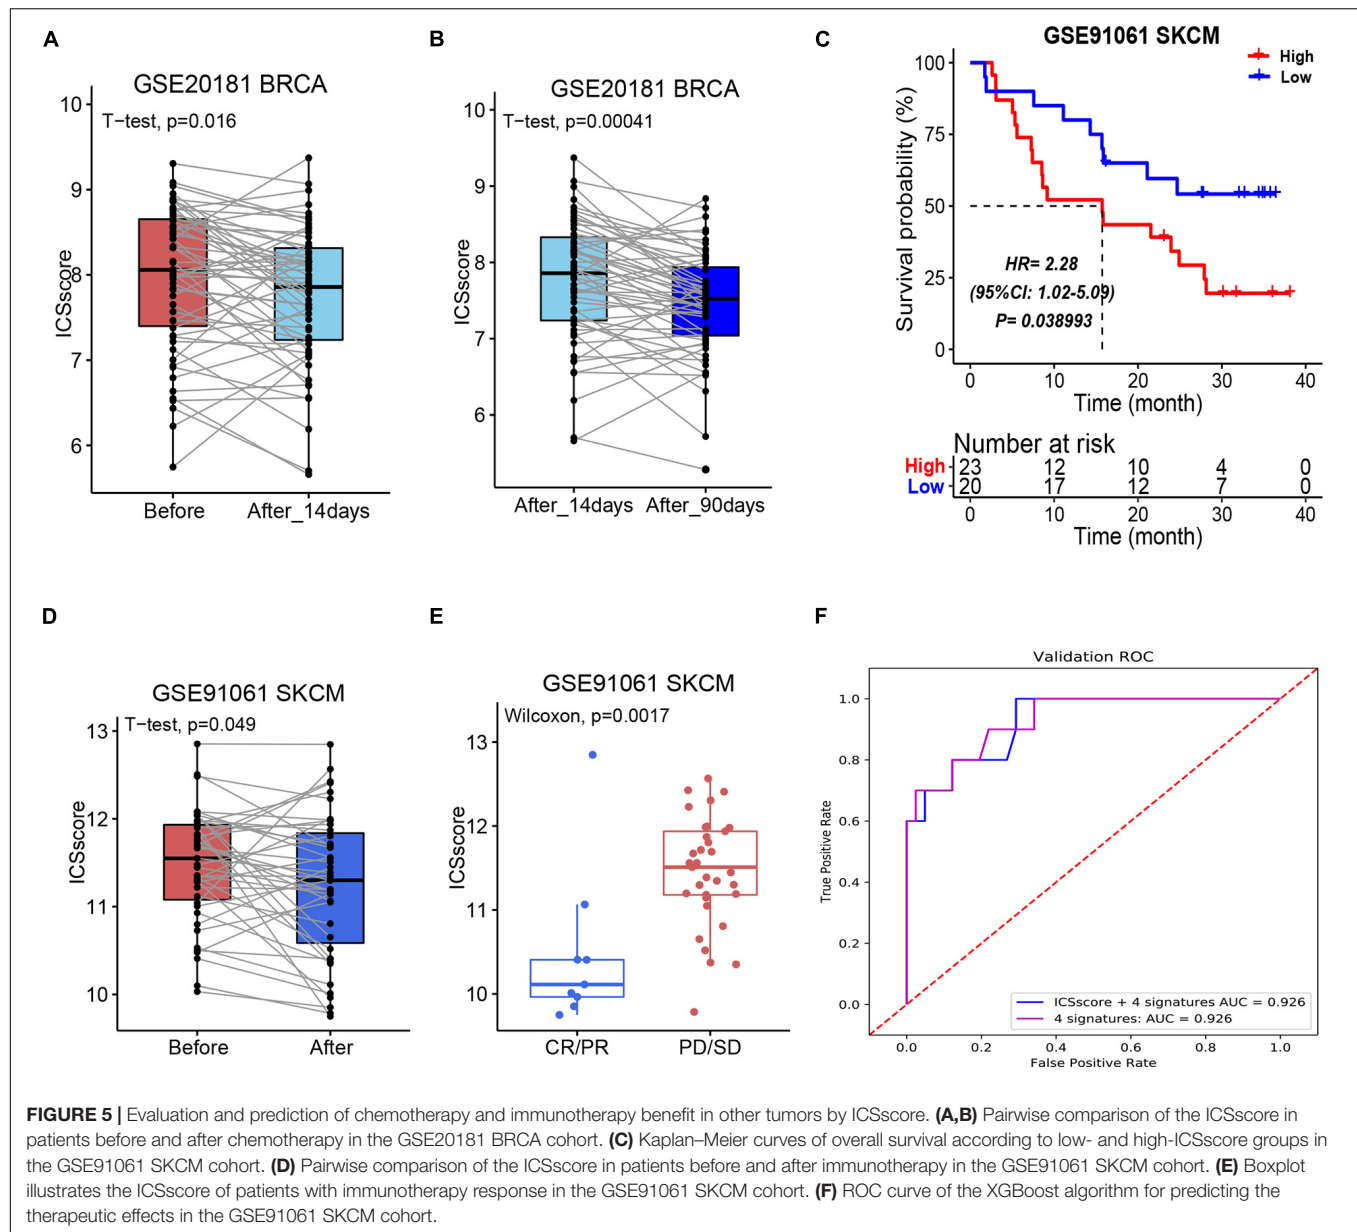 A
GSE20181 BRCA
T-test, p=0.016
ICSscore
10
9
8
7
6
Before After_14days
B
GSE20181 BRCA
T-test, p=0.00041
ICSscore
10
9
8
7
6
After_14days After_90days
C
GSE91061 SKCM
High
Low
Survival probability (%)
100
75
50
25
0
HR= 2.28
(95%CI: 1.02-5.09)
P= 0.038993
0 10 20 30 40
Time (month)
Number at risk
High 23 12 10 4 0
Low 20 17 12 7 0
0 10 20 30 40
Time (month)
D
GSE91061 SKCM
T-test, p=0.049
ICSscore
13
12
11
10
Before After
E
GSE91061 SKCM
Wilcoxon, p=0.0017
ICSscore
13
12
11
10
CR/PR PD/SD
F
Validation ROC
True Positive Rate
1.0
0.8
0.6
0.4
0.2
0.0
ICSscore + 4 signatures AUC = 0.926
4 signatures: AUC = 0.926
0.0 0.2 0.4 0.6 0.8 1.0
False Positive Rate
FIGURE 5 | Evaluation and prediction of chemotherapy and immunotherapy benefit in other tumors by ICSscore. (A,B) Pairwise comparison of the ICSscore in
patients before and after chemotherapy in the GSE20181 BRCA cohort. (C) Kaplan–Meier curves of overall survival according to low- and high-ICSscore groups in
the GSE91061 SKCM cohort. (D) Pairwise comparison of the ICSscore in patients before and after immunotherapy in the GSE91061 SKCM cohort. (E) Boxplot
illustrates the ICSscore of patients with immunotherapy response in the GSE91061 SKCM cohort. (F) ROC curve of the XGBoost algorithm for predicting the
therapeutic effects in the GSE91061 SKCM cohort.